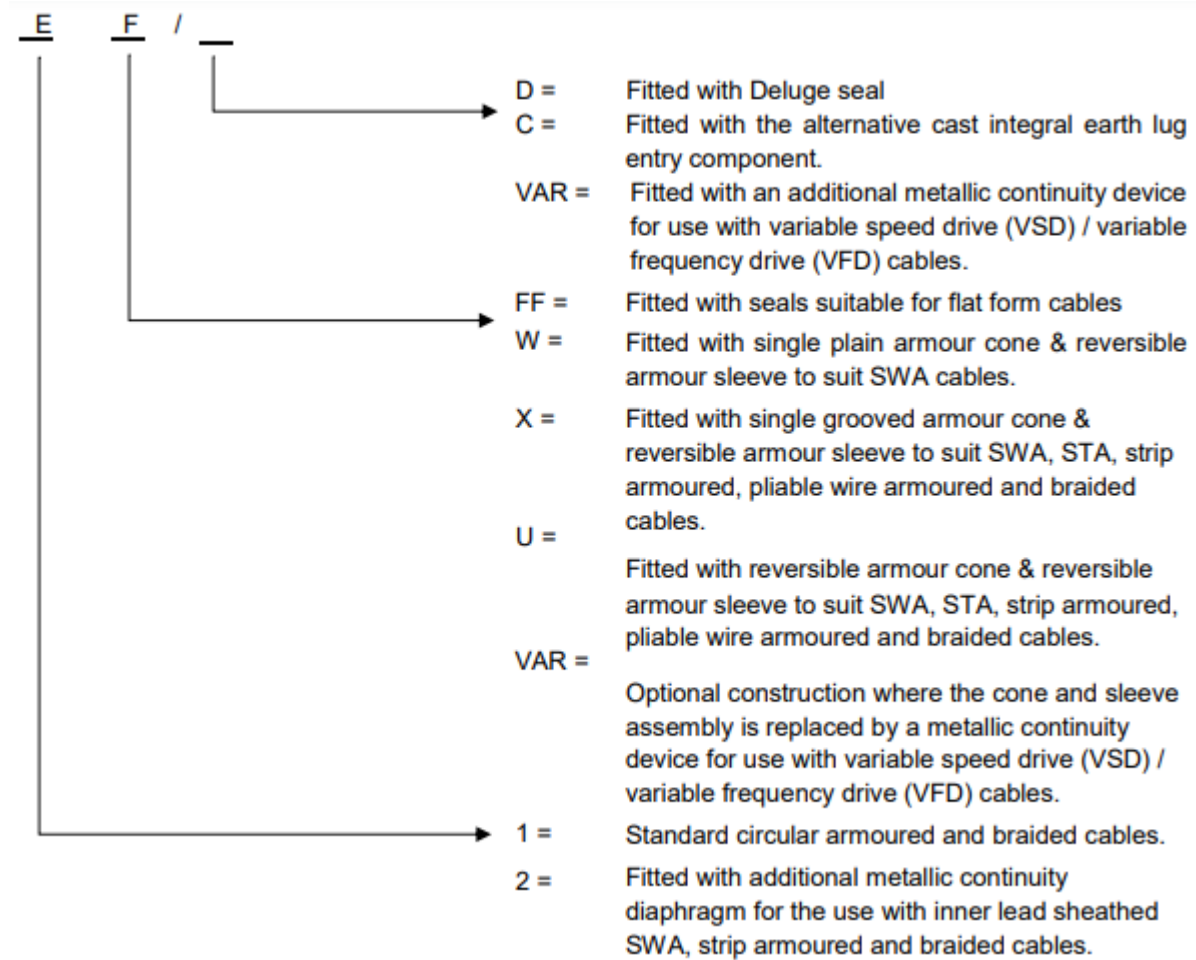 E F /
D = Fitted with Deluge seal
C = Fitted with the alternative cast integral earth lug
entry component.
VAR = Fitted with an additional metallic continuity device
for use with variable speed drive (VSD) / variable
frequency drive (VFD) cables.
FF = Fitted with seals suitable for flat form cables
W = Fitted with single plain armour cone & reversible
armour sleeve to suit SWA cables.
X = Fitted with single grooved armour cone &
reversible armour sleeve to suit SWA, STA, strip
armoured, pliable wire armoured and braided
cables.
U =
Fitted with reversible armour cone & reversible
armour sleeve to suit SWA, STA, strip armoured,
pliable wire armoured and braided cables.
VAR =
Optional construction where the cone and sleeve
assembly is replaced by a metallic continuity
device for use with variable speed drive (VSD) /
variable frequency drive (VFD) cables.
1 = Standard circular armoured and braided cables.
2 = Fitted with additional metallic continuity
diaphragm for the use with inner lead sheathed
SWA, strip armoured and braided cables.